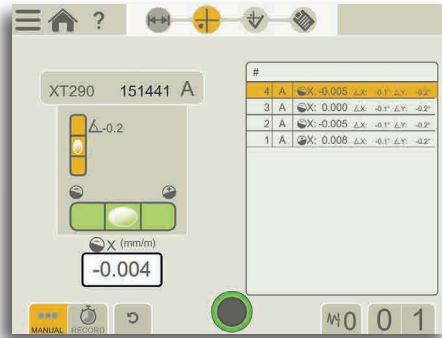 ?
XT290 151441 A
-0.2
X (mm/m)
-0.004
#
4 A X: -0.005 ∠X: -0.1° ∠Y: -0.2°
3 A X: 0.000 ∠X: -0.1° ∠Y: -0.2°
2 A X: -0.005 ∠X: -0.1° ∠Y: -0.2°
1 A X: 0.008 ∠X: -0.1° ∠Y: -0.2°
MANUAL RECORD
0 0 1